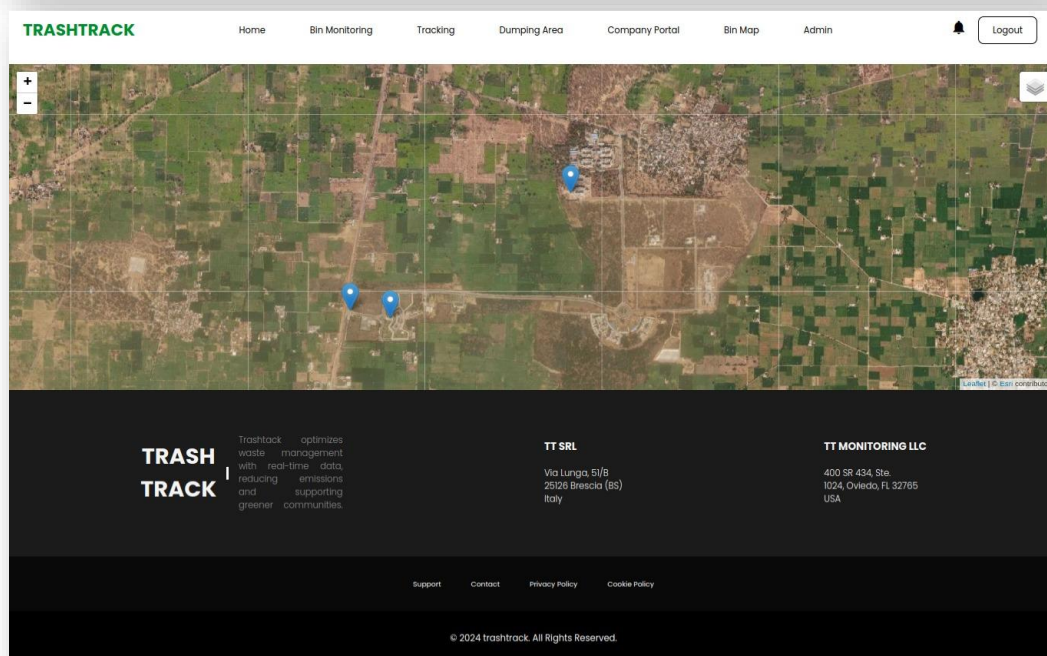 TRASHTRACK Home Bin Monitoring Tracking Dumping Area Company Portal Bin Map Admin Logout
+
−
Leaflet | © Esri contributo
TRASH
TRACK
Trashtack optimizes
waste management
with real-time data,
reducing emissions
and supporting
greener communities.
TT SRL
Via Lunga, 51/B
25126 Brescia (BS)
Italy
TT MONITORING LLC
400 SR 434, Ste.
1024, Oviedo, FL 32765
USA
Support Contact Privacy Policy Cookie Policy
© 2024 trashtrack. All Rights Reserved.